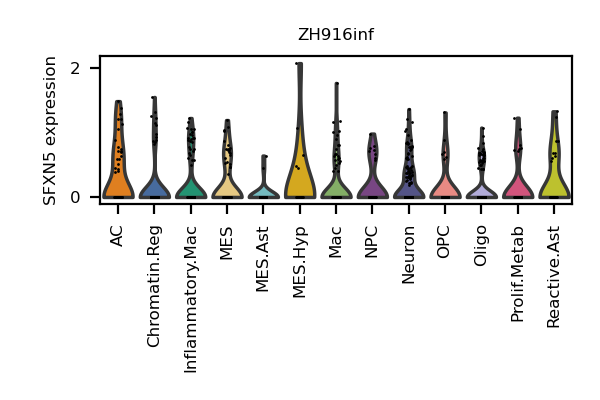 ZH916inf
SFXN5 expression
2
0
AC
Chromatin.Reg
Inflammatory.Mac
MES
MES.Ast
MES.Hyp
Mac
NPC
Neuron
OPC
Oligo
Prolif.Metab
Reactive.Ast